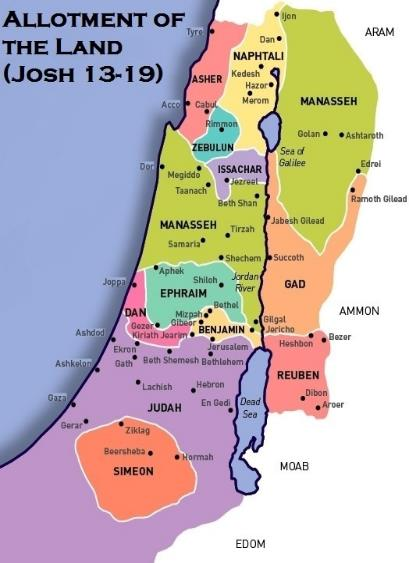 ALLOTMENT OF
THE LAND
(JOSH 13-19)
Ijon
Tyre
ARAM
Dan
NAPHTALI
Kedesh
ASHER
Hazor
Merom
MANASSEH
Acco
Cabul
Rimmon
Golan
Ashtaroth
ZEBULUN
Sea of
Galilee
Dor
Megiddo
ISSACHAR
Edrei
Jezreel
Taanach
Beth Shan
Ramoth Gilead
MANASSEH
Jabesh Gilead
Tirzah
Samaria
Shechem
Succoth
Aphek
Joppa
EPHRAIM
Shiloh
Jordan
River
GAD
DAN
Bethel
Mizpah
Gibeor
Gilgal
AMMON
Gezer
Kiriath Jearim
BENJAMIN
Jericho
Ashdod
Ekron
Jerusalem
Heshbon
Bezer
Gath
Beth Shemesh
Bethlehem
Ashkelon
REUBEN
Lachish
Hebron
Dibon
Gaza
JUDAH
En Gedi
Dead
Sea
Aroer
Gerar
Ziklag
Beersheba
Hormah
SIMEON
MOAB
EDOM